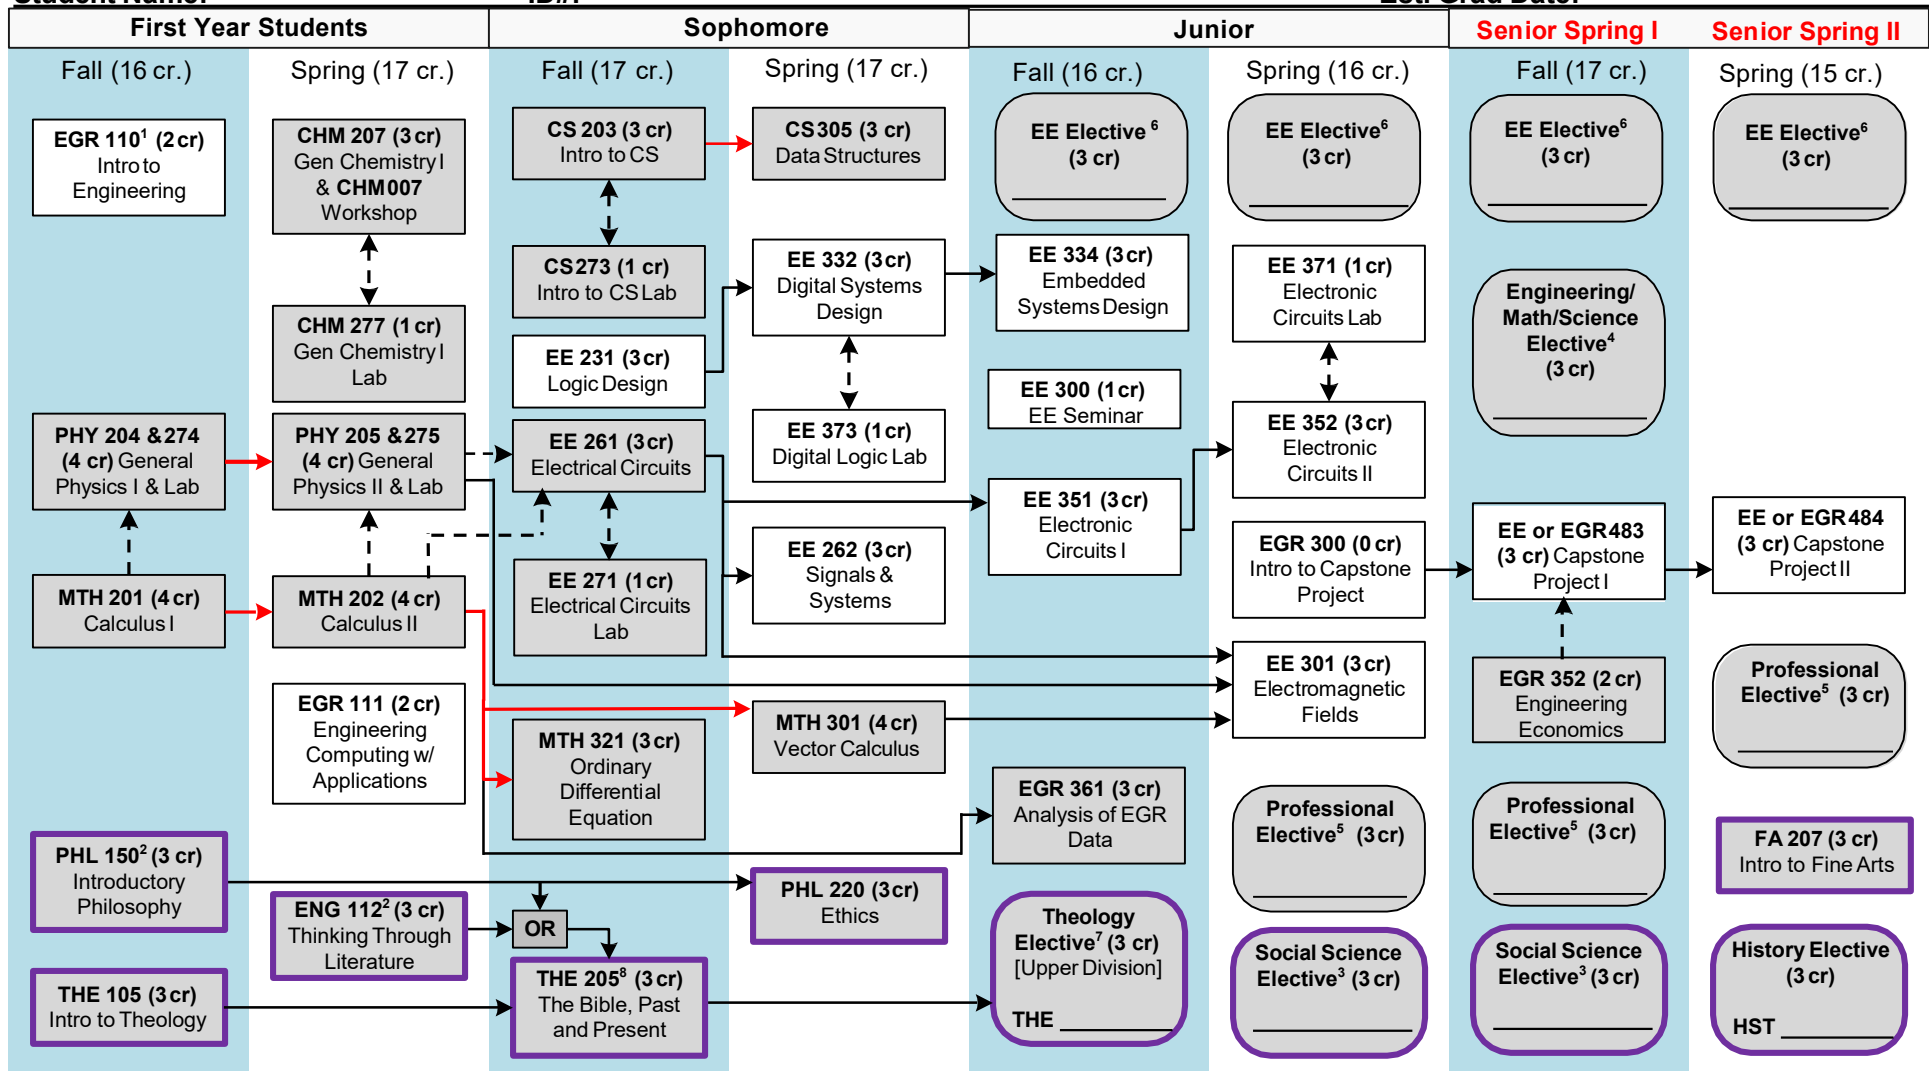 Student Name:
ID#:
Est. Grad Date:
First Year Students
Sophomore
Junior
Senior Spring I
Senior Spring II
Fall (16 cr.)
Spring (17 cr.)
Fall (17 cr.)
Spring (17 cr.)
Fall (16 cr.)
Spring (16 cr.)
Fall (17 cr.)
Spring (15 cr.)
EGR 110¹ (2 cr)
Intro to
Engineering
PHY 204 & 274
(4 cr) General
Physics I & Lab
MTH 201 (4 cr)
Calculus I
PHL 150² (3 cr)
Introductory
Philosophy
THE 105 (3 cr)
Intro to Theology
CHM 207 (3 cr)
Gen Chemistry I
& CHM 007
Workshop
CHM 277 (1 cr)
Gen Chemistry I
Lab
PHY 205 & 275
(4 cr) General
Physics II & Lab
MTH 202 (4 cr)
Calculus II
EGR 111 (2 cr)
Engineering
Computing w/
Applications
ENG 112² (3 cr)
Thinking Through
Literature
CS 203 (3 cr)
Intro to CS
CS 273 (1 cr)
Intro to CS Lab
EE 231 (3 cr)
Logic Design
EE 261 (3 cr)
Electrical Circuits
EE 271 (1 cr)
Electrical Circuits
Lab
MTH 321 (3 cr)
Ordinary
Differential
Equation
OR
THE 205⁸ (3 cr)
The Bible, Past
and Present
CS 305 (3 cr)
Data Structures
EE 332 (3 cr)
Digital Systems
Design
EE 373 (1 cr)
Digital Logic Lab
EE 262 (3 cr)
Signals &
Systems
MTH 301 (4 cr)
Vector Calculus
PHL 220 (3 cr)
Ethics
EE Elective ⁶
(3 cr)
EE 334 (3 cr)
Embedded
Systems Design
EE 300 (1 cr)
EE Seminar
EE 351 (3 cr)
Electronic
Circuits I
EGR 361 (3 cr)
Analysis of EGR
Data
Theology
Elective⁷ (3 cr)
[Upper Division]
THE
EE Elective⁶
(3 cr)
EE 371 (1 cr)
Electronic
Circuits Lab
EE 352 (3 cr)
Electronic
Circuits II
EGR 300 (0 cr)
Intro to Capstone
Project
EE 301 (3 cr)
Electromagnetic
Fields
Professional
Elective⁵ (3 cr)
Social Science
Elective³ (3 cr)
EE Elective⁶
(3 cr)
Engineering/
Math/Science
Elective⁴
(3 cr)
EE or EGR 483
(3 cr) Capstone
Project I
EGR 352 (2 cr)
Engineering
Economics
Professional
Elective⁵ (3 cr)
Social Science
Elective³ (3 cr)
EE Elective⁶
(3 cr)
EE or EGR 484
(3 cr) Capstone
Project II
Professional
Elective⁵ (3 cr)
FA 207 (3 cr)
Intro to Fine Arts
History Elective
(3 cr)
HST